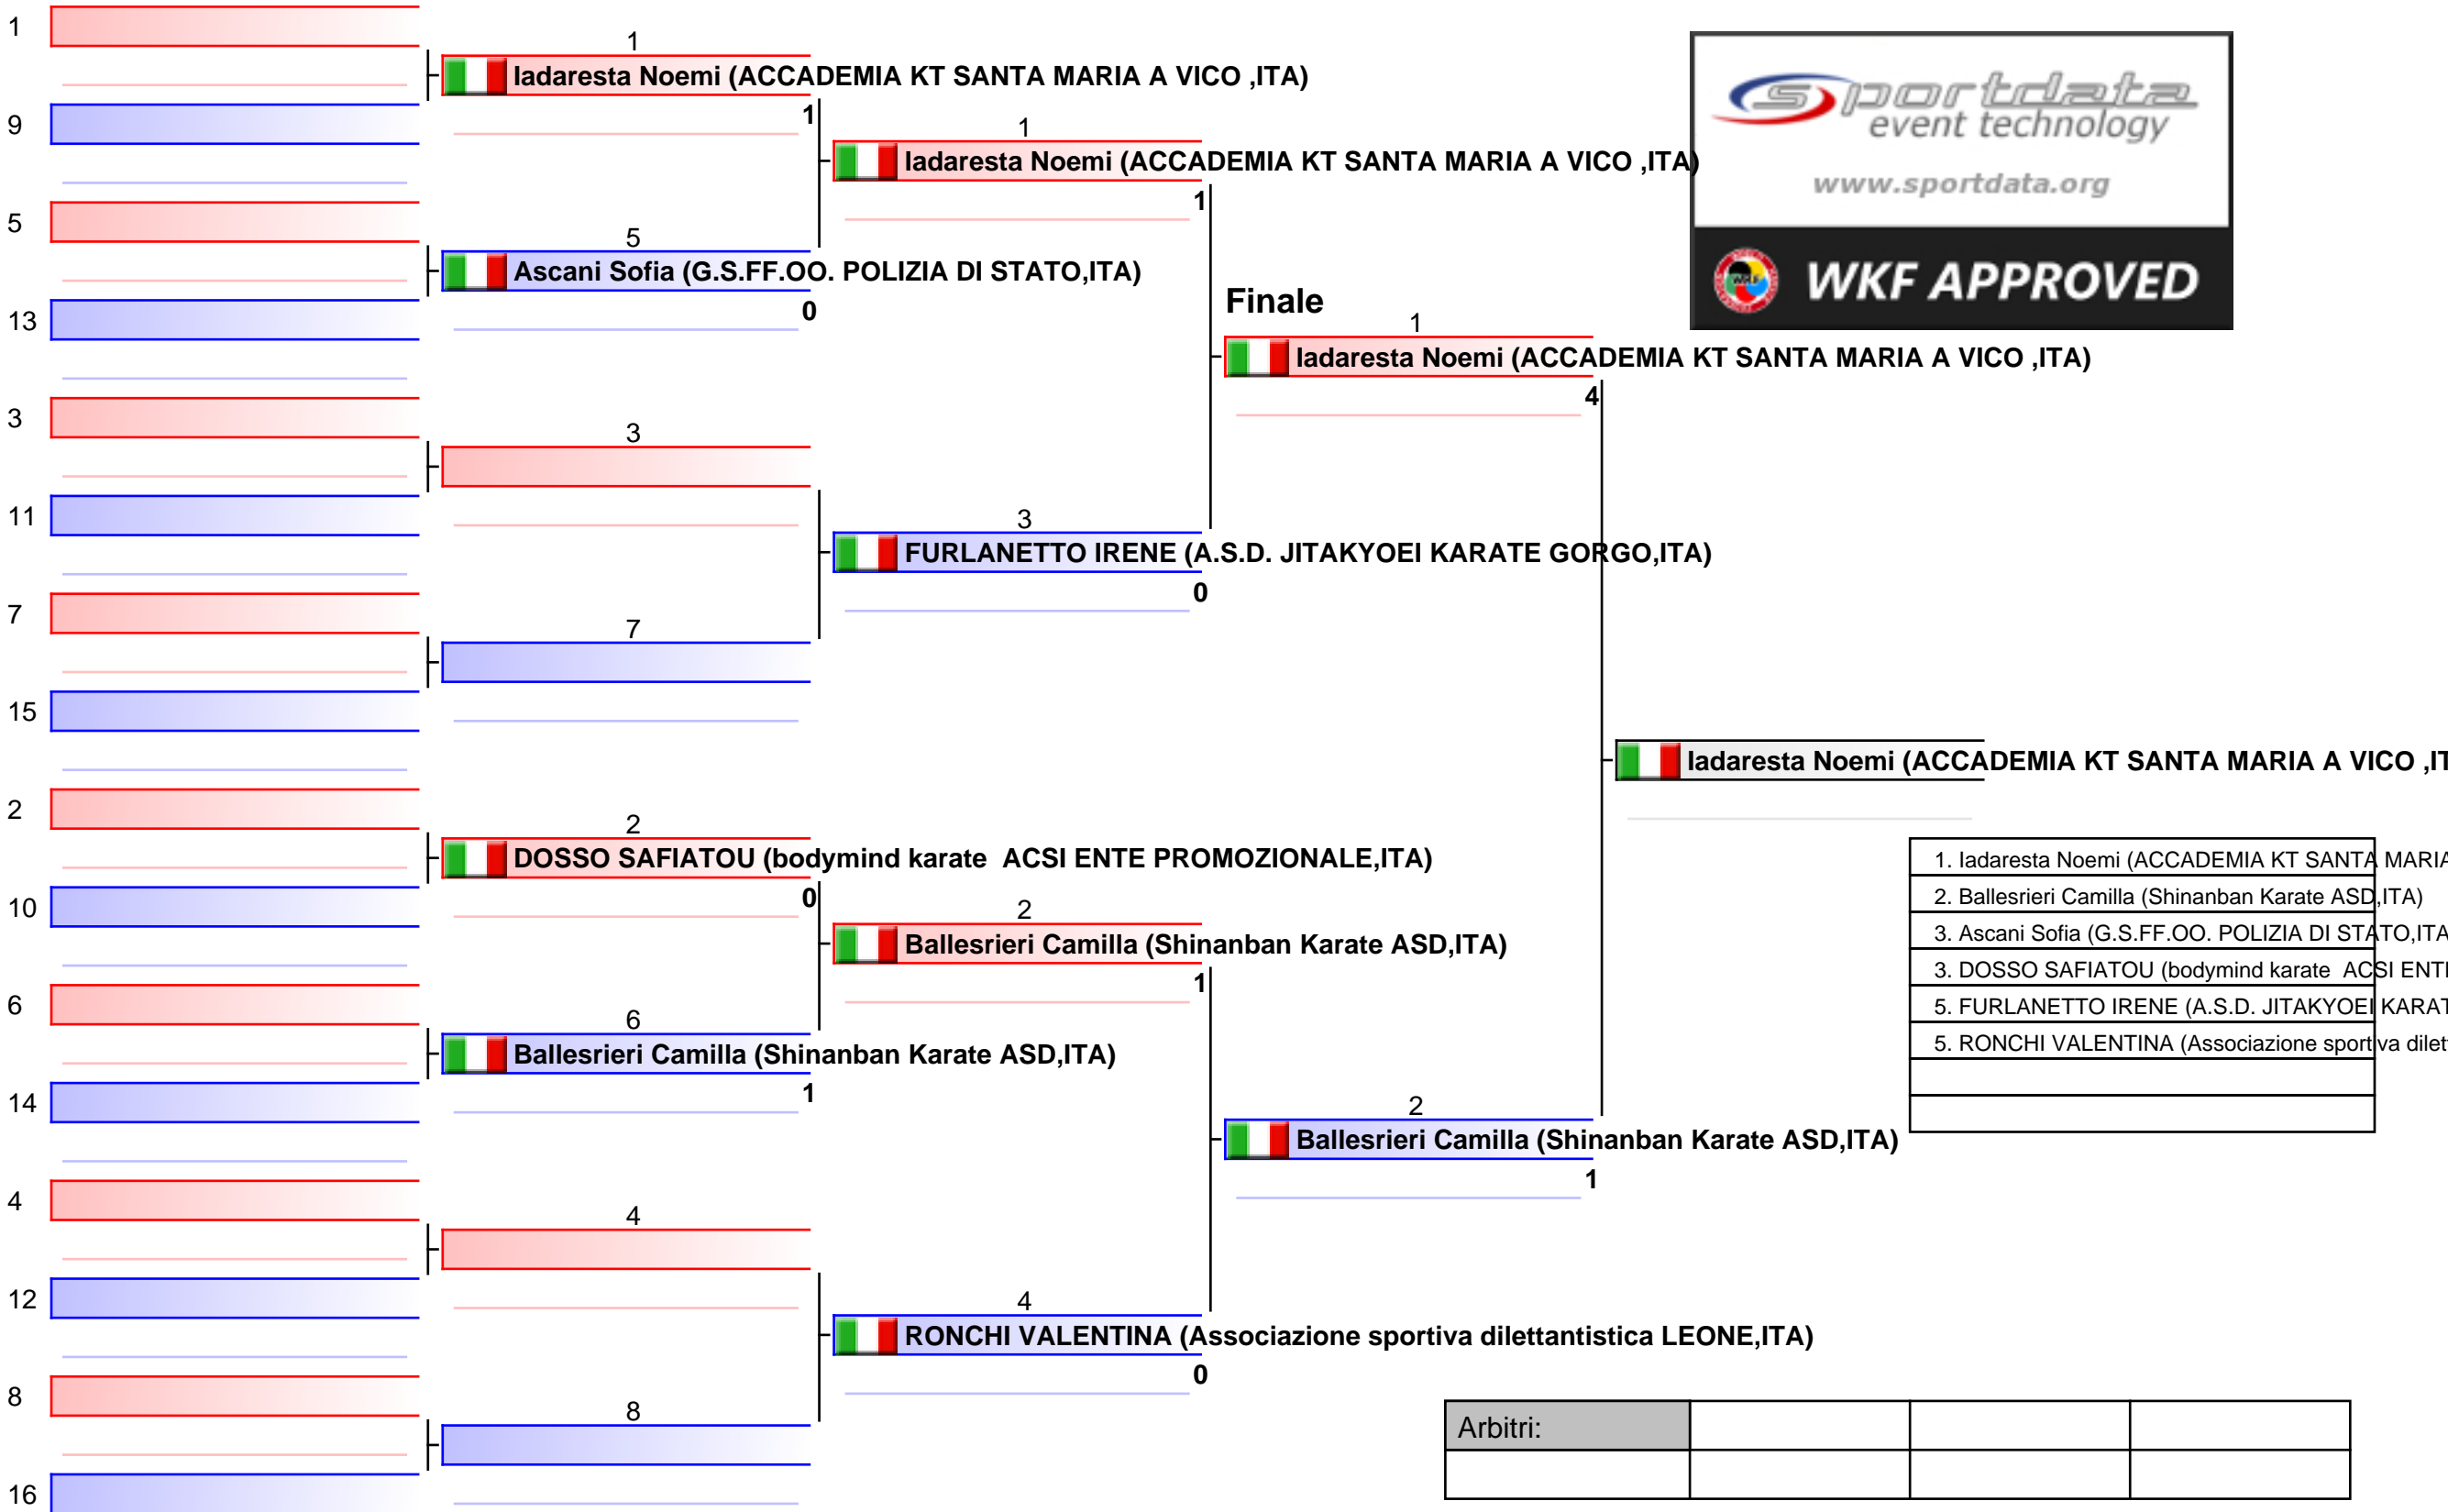 1
1
Iadaresta Noemi (ACCADEMIA KT SANTA MARIA A VICO ,ITA)
1
9
1
Iadaresta Noemi (ACCADEMIA KT SANTA MARIA A VICO ,ITA)
1
5
5
Ascani Sofia (G.S.FF.OO. POLIZIA DI STATO,ITA)
0
13
sportdata
event technology
www.sportdata.org
WKF APPROVED
Finale
1
Iadaresta Noemi (ACCADEMIA KT SANTA MARIA A VICO ,ITA)
4
3
3
11
3
FURLANETTO IRENE (A.S.D. JITAKYOEI KARATE GORGO,ITA)
0
7
7
15
Iadaresta Noemi (ACCADEMIA KT SANTA MARIA A VICO ,IT
2
2
DOSSO SAFIATOU (bodymind karate  ACSI ENTE PROMOZIONALE,ITA)
0
10
2
Ballesrieri Camilla (Shinanban Karate ASD,ITA)
1
6
6
Ballesrieri Camilla (Shinanban Karate ASD,ITA)
1
14
1. Iadaresta Noemi (ACCADEMIA KT SANTA MARIA
2. Ballesrieri Camilla (Shinanban Karate ASD,ITA)
3. Ascani Sofia (G.S.FF.OO. POLIZIA DI STATO,ITA
3. DOSSO SAFIATOU (bodymind karate  ACSI ENTE
5. FURLANETTO IRENE (A.S.D. JITAKYOEI KARAT
5. RONCHI VALENTINA (Associazione sportiva dilet
2
Ballesrieri Camilla (Shinanban Karate ASD,ITA)
1
4
4
12
4
RONCHI VALENTINA (Associazione sportiva dilettantistica LEONE,ITA)
0
8
8
16
Arbitri: